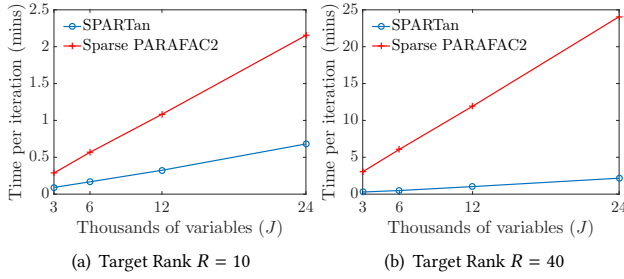 2.5
2
1.5
1
0.5
0
Time per iteration (mins)
SPARTan
Sparse PARAFAC2
3 6 12 24
Thousands of variables (J)
(a) Target Rank R = 10
25
20
15
10
5
0
Time per iteration (mins)
SPARTan
Sparse PARAFAC2
3 6 12 24
Thousands of variables (J)
(b) Target Rank R = 40